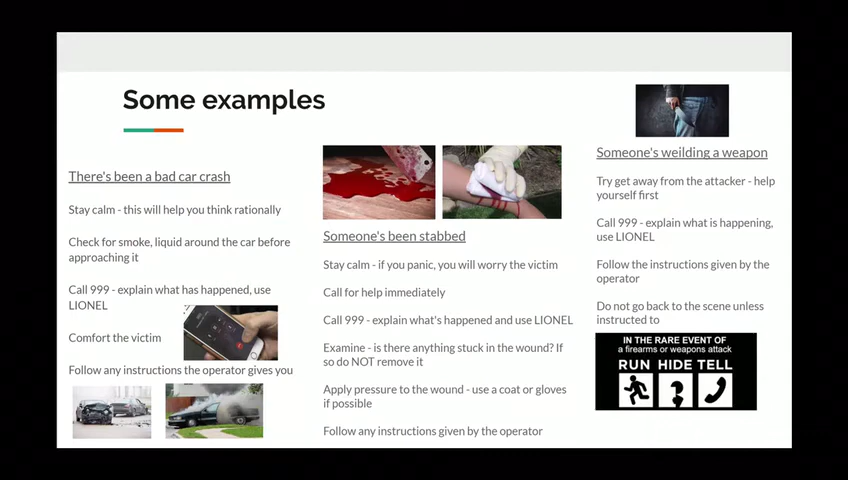 Some examples
There's been a bad car crash
Stay calm - this will help you think rationally
Check for smoke, liquid around the car before
approaching it
Call 999 - explain what has happened, use
LIONEL
Comfort the victim
Follow any instructions the operator gives you
Someone's been stabbed
Stay calm - if you panic, you will worry the victim
Call for help immediately
Call 999 - explain what's happened and use LIONEL
Examine - is there anything stuck in the wound? If
so do NOT remove it
Apply pressure to the wound - use a coat or gloves
if possible
Follow any instructions given by the operator
Someone's weilding a weapon
Try get away from the attacker - help
yourself first
Call 999 - explain what is happening,
use LIONEL
Follow the instructions given by the
operator
Do not go back to the scene unless
instructed to
IN THE RARE EVENT OF
a firearms or weapons attack
RUN HIDE TELL